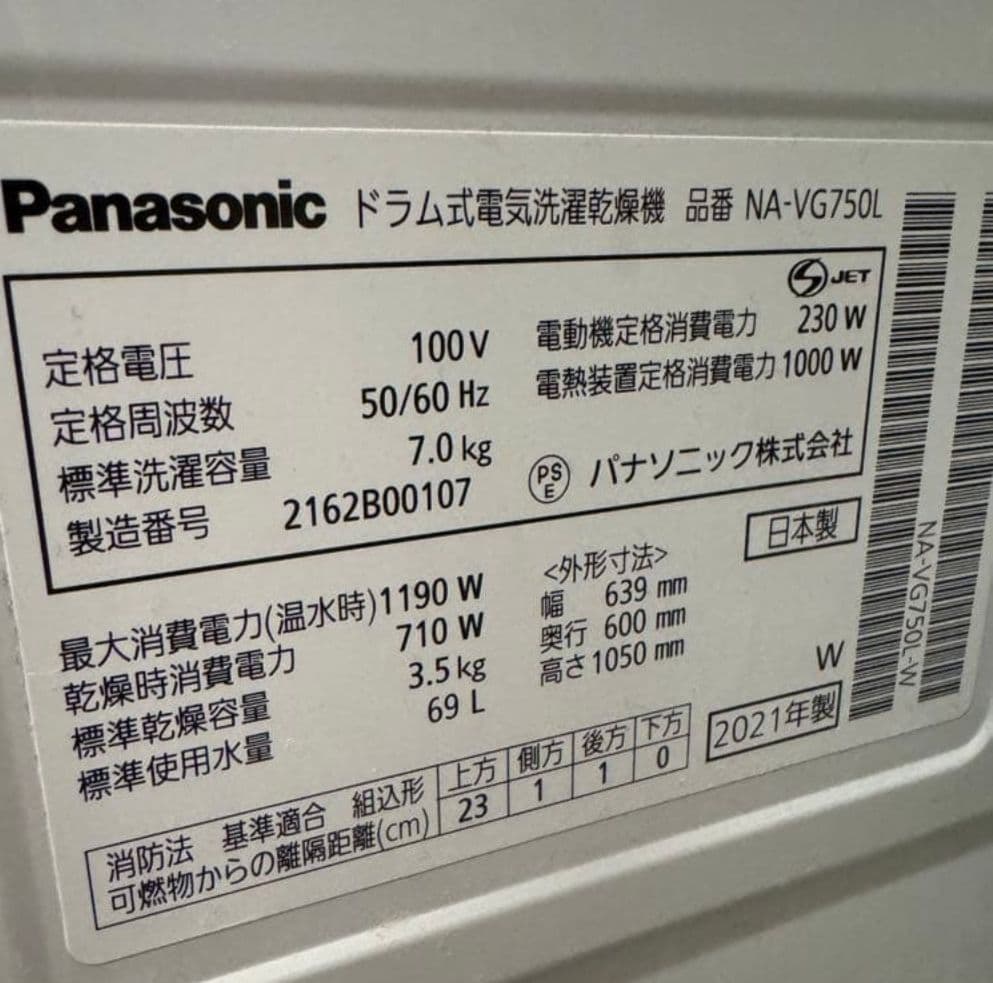 Panasonic ドラム式電気洗濯乾燥機 品番 NA-VG750L
S JET
定格電圧 100V
定格周波数 50/60 Hz
標準洗濯容量 7.0 kg
製造番号 2162B00107
電動機定格消費電力 230 W
電熱装置定格消費電力 1000 W
PS E パナソニック株式会社
日本製
最大消費電力(温水時) 1190 W
乾燥時消費電力 710 W
標準乾燥容量 3.5 kg
標準使用水量 69 L
<外形寸法>
幅 639 mm
奥行 600 mm
高さ 1050 mm
W
2021年製
消防法 基準適合 組込形
可燃物からの離隔距離(cm)
上方 側方 後方 下方
23 1 1 0
NA-VG750L-W